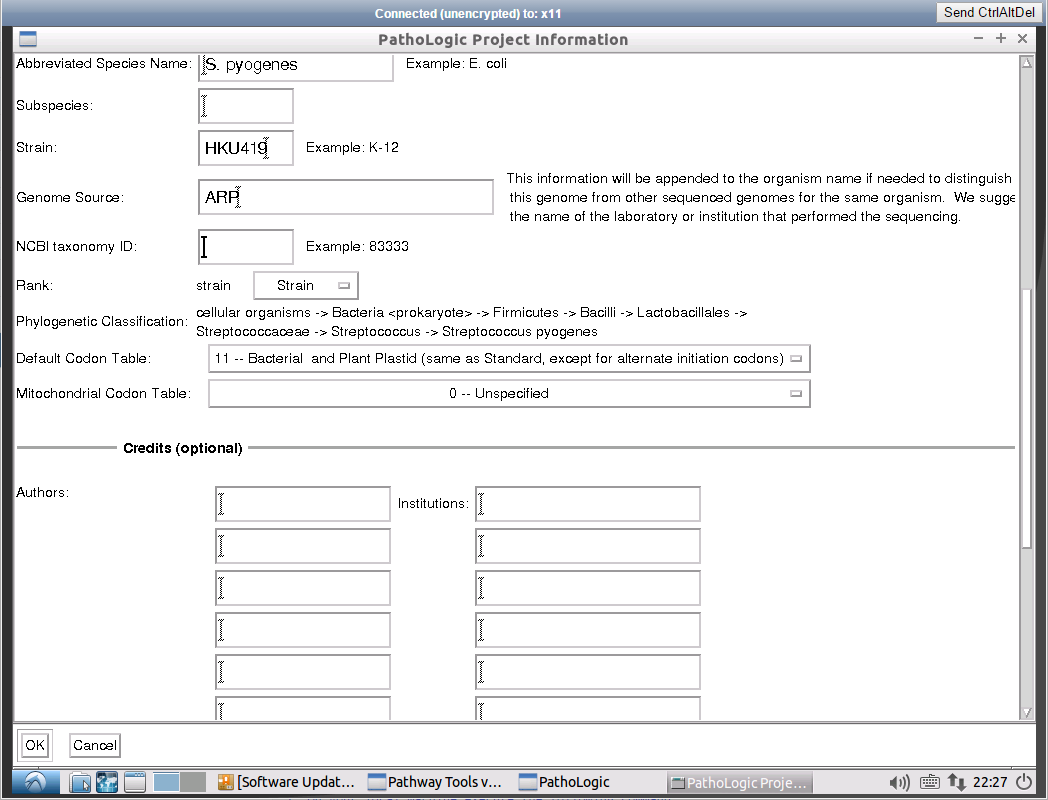 Connected (unencrypted) to: x11
Send CtrlAltDel
PathoLogic Project Information
Abbreviated Species Name: S. pyogenes Example: E. coli
Subspecies:
Strain: HKU419 Example: K-12
This information will be appended to the organism name if needed to distinguish
Genome Source: ARP this genome from other sequenced genomes for the same organism. We sugge
the name of the laboratory or institution that performed the sequencing.
NCBI taxonomy ID: Example: 83333
Rank: strain Strain
cellular organisms -> Bacteria <prokaryote> -> Firmicutes -> Bacilli -> Lactobacillales ->
Phylogenetic Classification:
Streptococcaceae -> Streptococcus -> Streptococcus pyogenes
Default Codon Table: 11 -- Bacterial and Plant Plastid (same as Standard, except for alternate initiation codons)
Mitochondrial Codon Table: 0 -- Unspecified
Credits (optional)
Authors: Institutions:
OK Cancel
[Software Updat... Pathway Tools v... PathoLogic PathoLogic Proje... 22:27